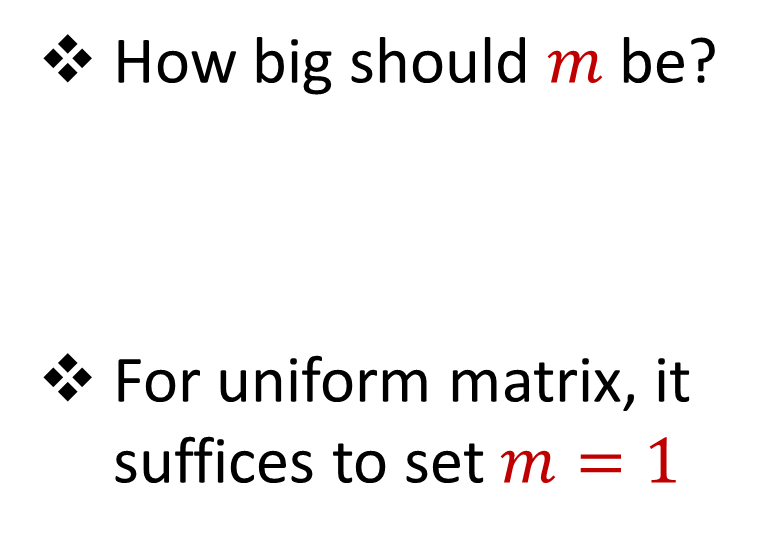 ❖ How big should m be?
❖ For uniform matrix, it
suffices to set m = 1